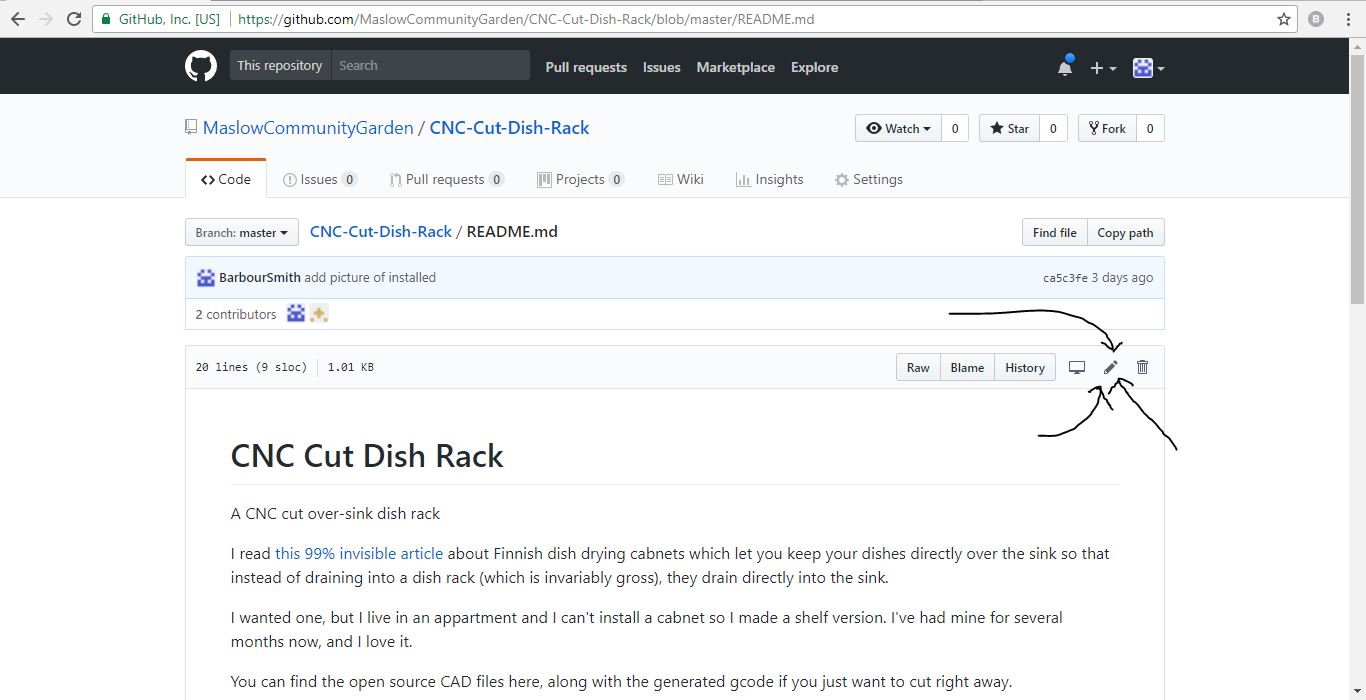 GitHub, Inc. [US] https://github.com/MaslowCommunityGarden/CNC-Cut-Dish-Rack/blob/master/README.md B
This repository Search Pull requests Issues Marketplace Explore
MaslowCommunityGarden / CNC-Cut-Dish-Rack Watch 0 Star 0 Fork 0
Code Issues 0 Pull requests 0 Projects 0 Wiki Insights Settings
Branch: master CNC-Cut-Dish-Rack / README.md Find file Copy path
BarbourSmith add picture of installed ca5c3fe 3 days ago
2 contributors
20 lines (9 sloc) 1.01 KB Raw Blame History
CNC Cut Dish Rack
A CNC cut over-sink dish rack
I read this 99% invisible article about Finnish dish drying cabnets which let you keep your dishes directly over the sink so that
instead of draining into a dish rack (which is invariably gross), they drain directly into the sink.
I wanted one, but I live in an appartment and I can't install a cabnet so I made a shelf version. I've had mine for several
months now, and I love it.
You can find the open source CAD files here, along with the generated gcode if you just want to cut right away.